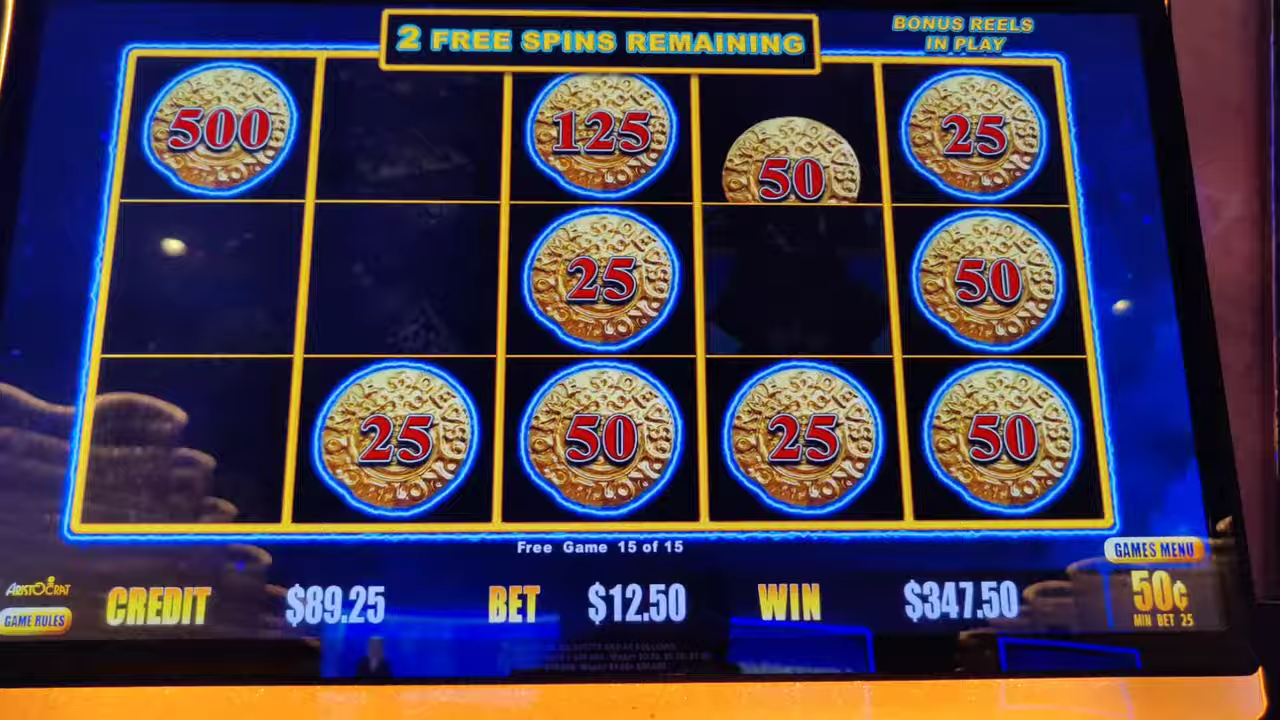 2 FREE SPINS REMAINING
BONUS REELS
IN PLAY
500
125
50
25
25
50
25
50
25
50
Free Game 15 of 15
GAMES MENU
ARISTOCRAT
GAME RULES
CREDIT $89.25 BET $12.50 WIN $347.50
50¢
MIN BET 25